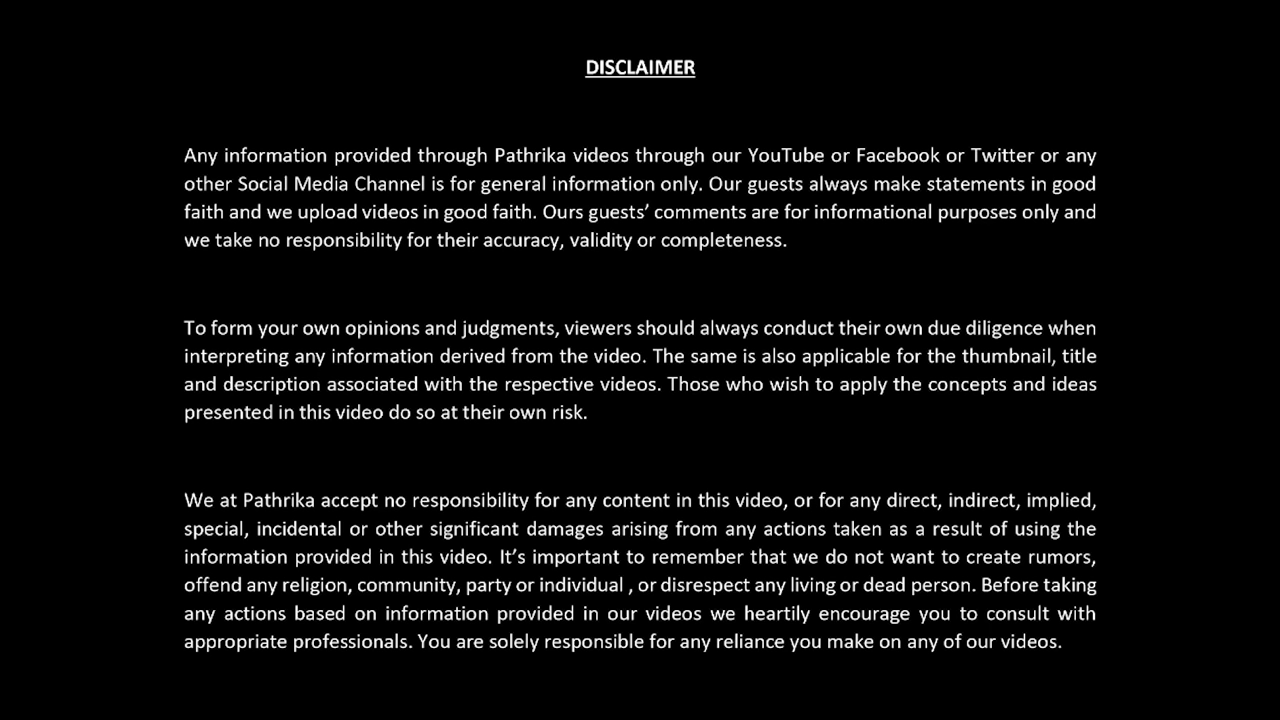 DISCLAIMER
Any information provided through Pathrika videos through our YouTube or Facebook or Twitter or any
other Social Media Channel is for general information only. Our guests always make statements in good
faith and we upload videos in good faith. Ours guests’ comments are for informational purposes only and
we take no responsibility for their accuracy, validity or completeness.
To form your own opinions and judgments, viewers should always conduct their own due diligence when
interpreting any information derived from the video. The same is also applicable for the thumbnail, title
and description associated with the respective videos. Those who wish to apply the concepts and ideas
presented in this video do so at their own risk.
We at Pathrika accept no responsibility for any content in this video, or for any direct, indirect, implied,
special, incidental or other significant damages arising from any actions taken as a result of using the
information provided in this video. It’s important to remember that we do not want to create rumors,
offend any religion, community, party or individual , or disrespect any living or dead person. Before taking
any actions based on information provided in our videos we heartily encourage you to consult with
appropriate professionals. You are solely responsible for any reliance you make on any of our videos.